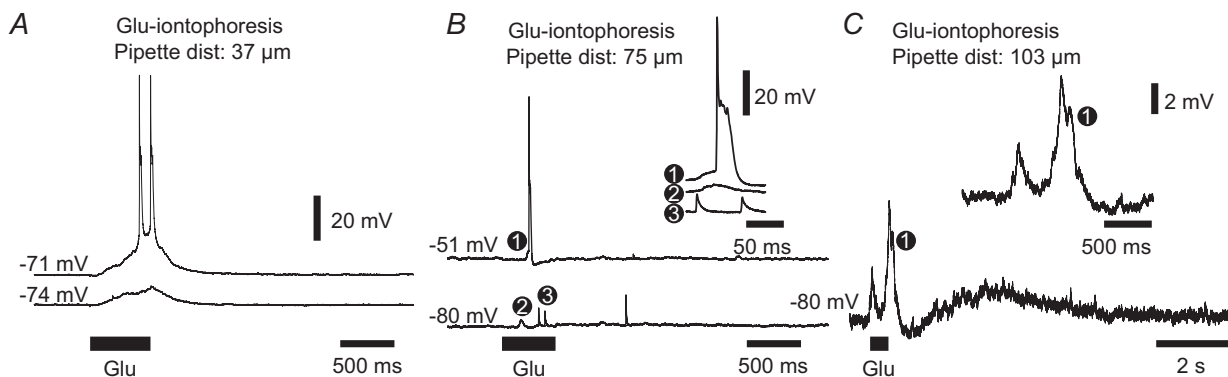 A
Glu-iontophoresis
Pipette dist: 37 µm
20 mV
-71 mV
-74 mV
Glu
500 ms
B
Glu-iontophoresis
Pipette dist: 75 µm
20 mV
1
2
3
50 ms
1
-51 mV
2
3
-80 mV
Glu
500 ms
C
Glu-iontophoresis
Pipette dist: 103 µm
2 mV
1
500 ms
1
-80 mV
Glu
2 s